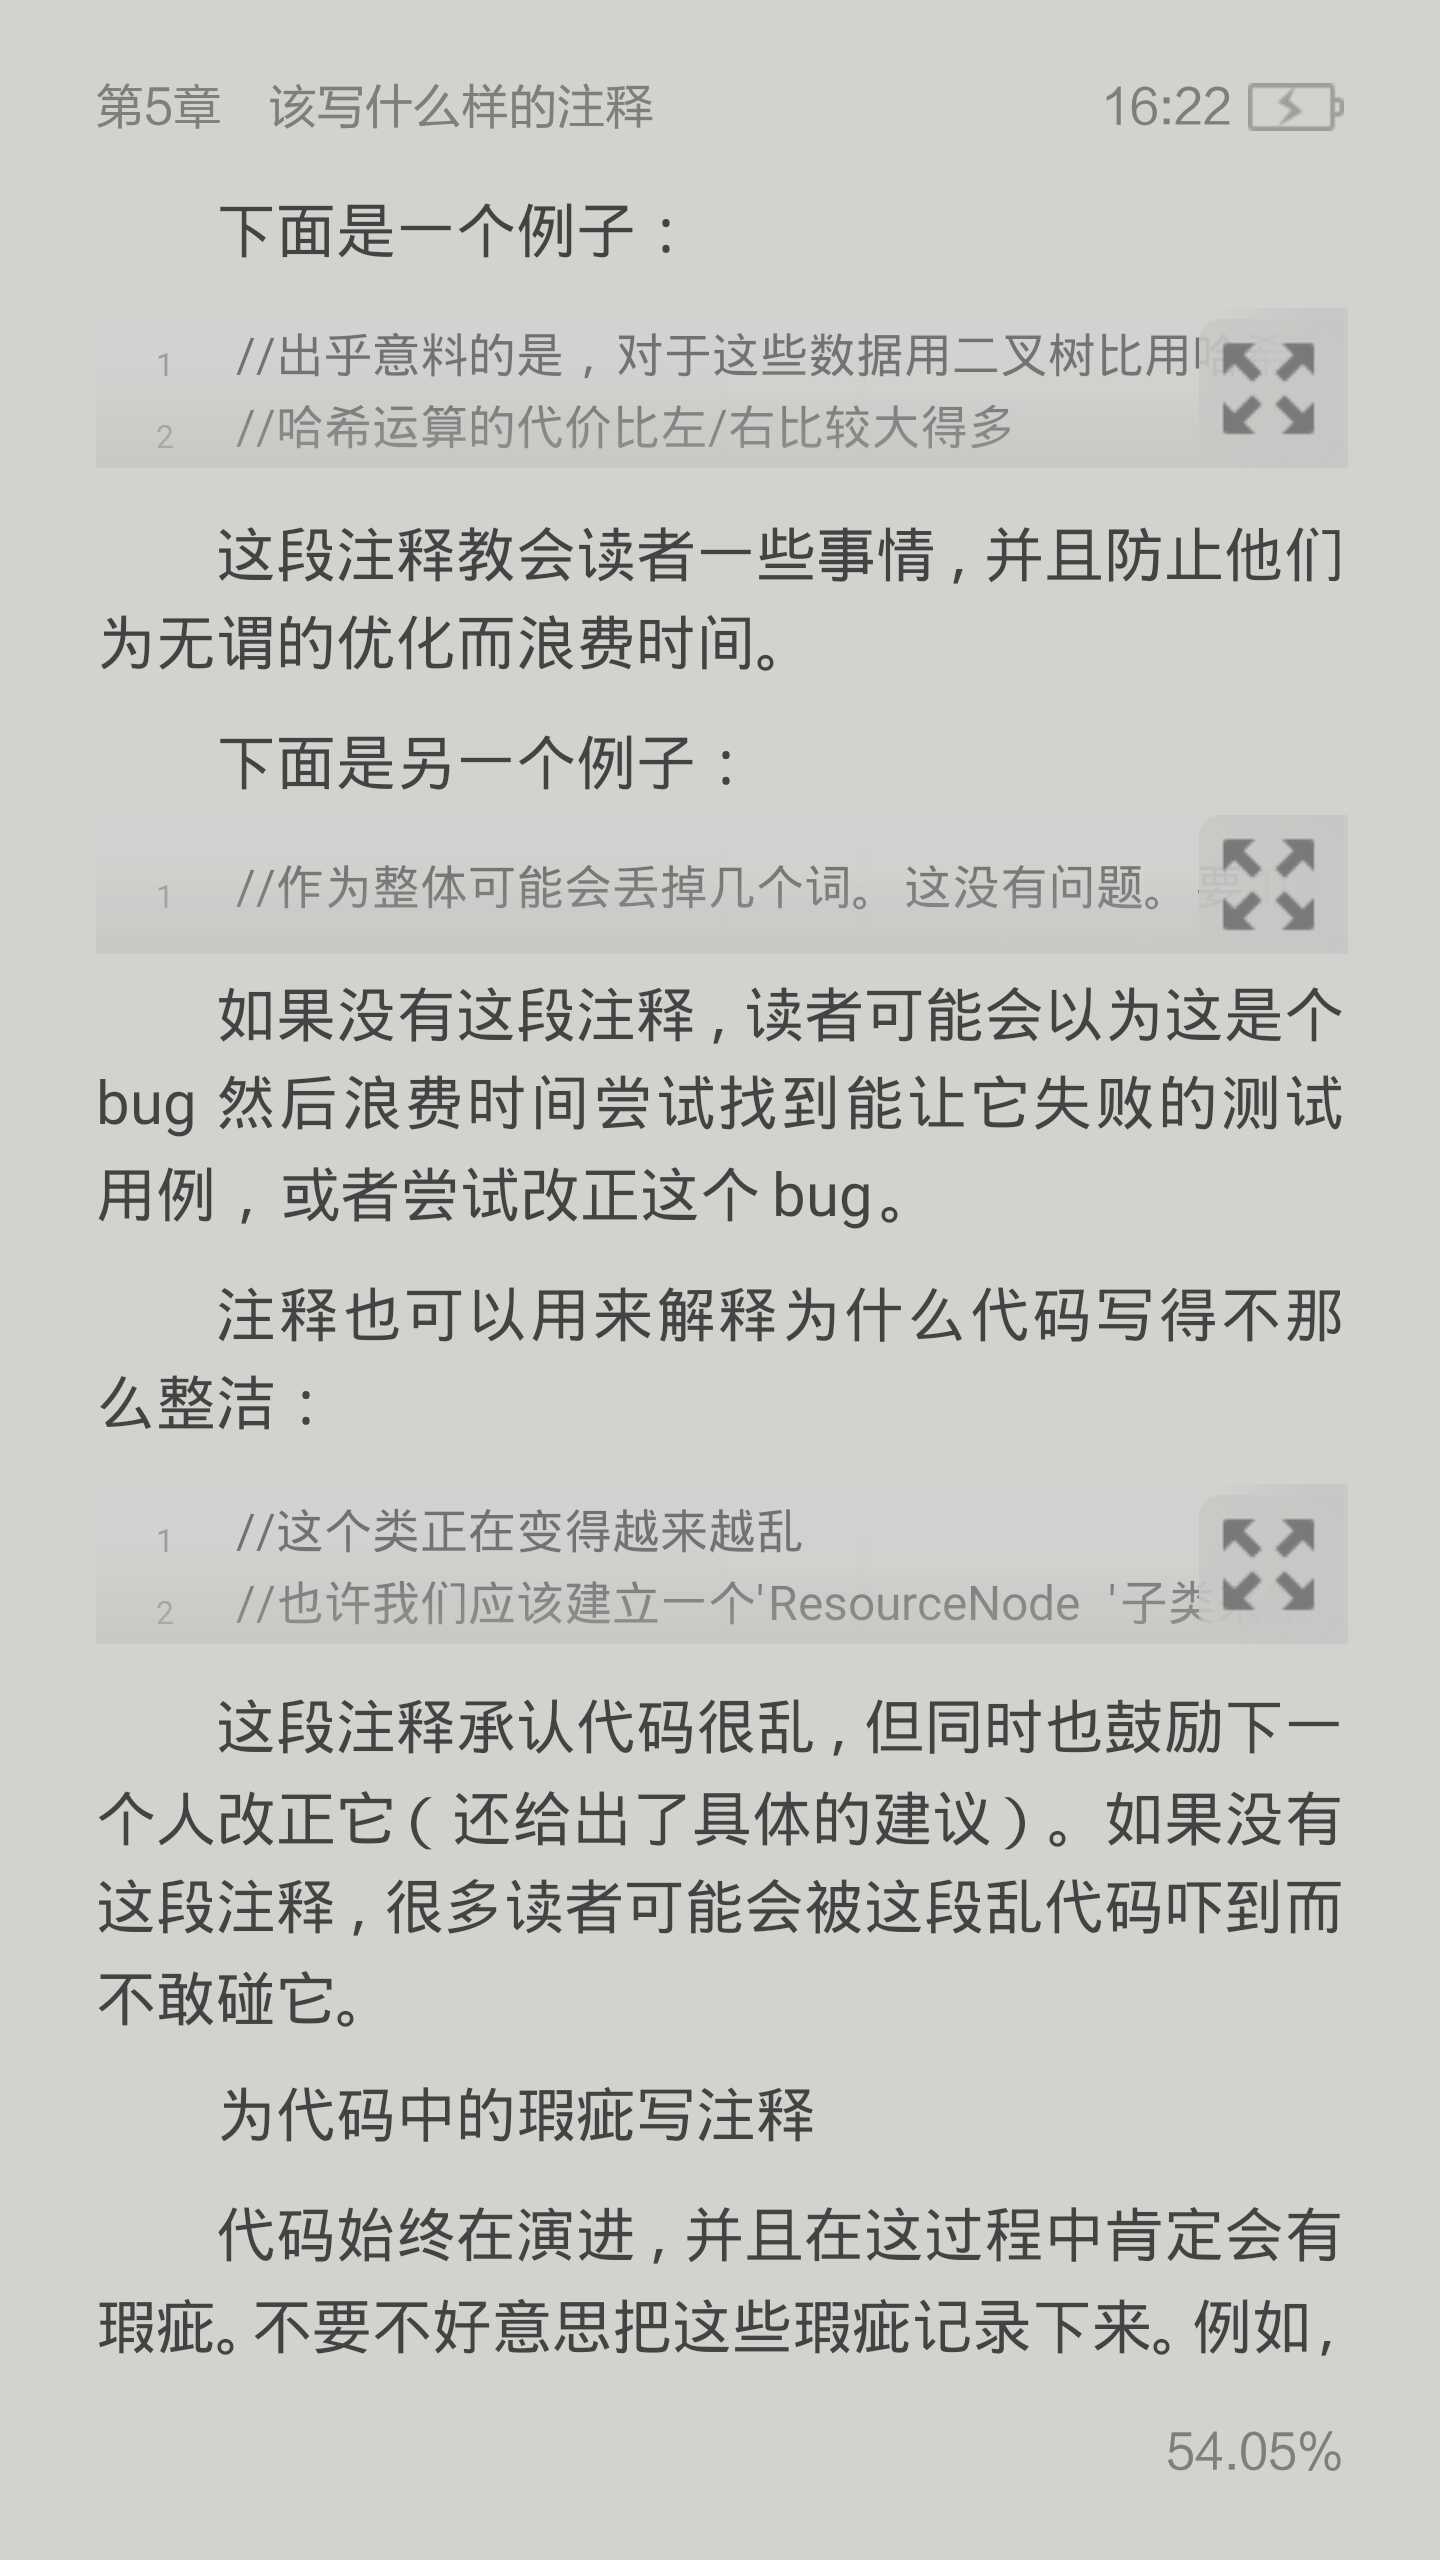 第5章　该写什么样的注释
16:22
下面是一个例子：
1 //出乎意料的是，对于这些数据用二叉树比用哈希
2 //哈希运算的代价比左/右比较大得多
这段注释教会读者一些事情，并且防止他们
为无谓的优化而浪费时间。
下面是另一个例子：
1 //作为整体可能会丢掉几个词。这没有问题。要
如果没有这段注释，读者可能会以为这是个
bug 然后浪费时间尝试找到能让它失败的测试
用例，或者尝试改正这个 bug。
注释也可以用来解释为什么代码写得不那
么整洁：
1 //这个类正在变得越来越乱
2 //也许我们应该建立一个'ResourceNode '子类
这段注释承认代码很乱，但同时也鼓励下一
个人改正它（还给出了具体的建议）。如果没有
这段注释，很多读者可能会被这段乱代码吓到而
不敢碰它。
为代码中的瑕疵写注释
代码始终在演进，并且在这过程中肯定会有
瑕疵。不要不好意思把这些瑕疵记录下来。例如，
54.05%